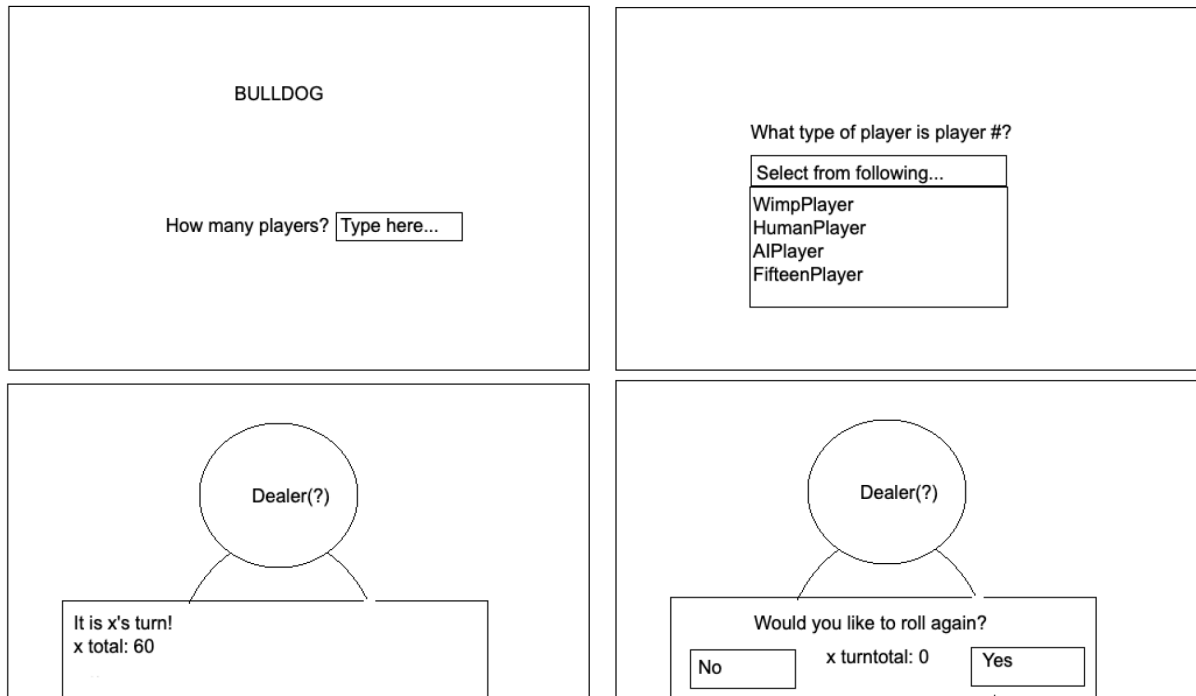 BULLDOG
How many players? Type here...
What type of player is player #?
Select from following...
WimpPlayer
HumanPlayer
AIPlayer
FifteenPlayer
Dealer(?)
It is x's turn!
x total: 60
Dealer(?)
Would you like to roll again?
No
x turntotal: 0
Yes